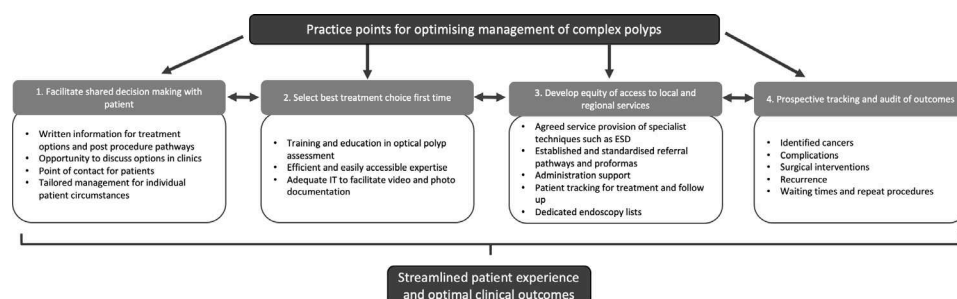 Practice points for optimising management of complex polyps
1. Facilitate shared decision making with
patient
• Written information for treatment
options and post procedure pathways
• Opportunity to discuss options in clinics
• Point of contact for patients
• Tailored management for individual
patient circumstances
2. Select best treatment choice first time
• Training and education in optical polyp
assessment
• Efficient and easily accessible expertise
• Adequate IT to facilitate video and photo
documentation
3. Develop equity of access to local and
regional services
• Agreed service provision of specialist
techniques such as ESD
• Established and standardised referral
pathways and proformas
• Administration support
• Patient tracking for treatment and follow
up
• Dedicated endoscopy lists
4. Prospective tracking and audit of outcomes
• Identified cancers
• Complications
• Surgical interventions
• Recurrence
• Waiting times and repeat procedures
Streamlined patient experience
and optimal clinical outcomes